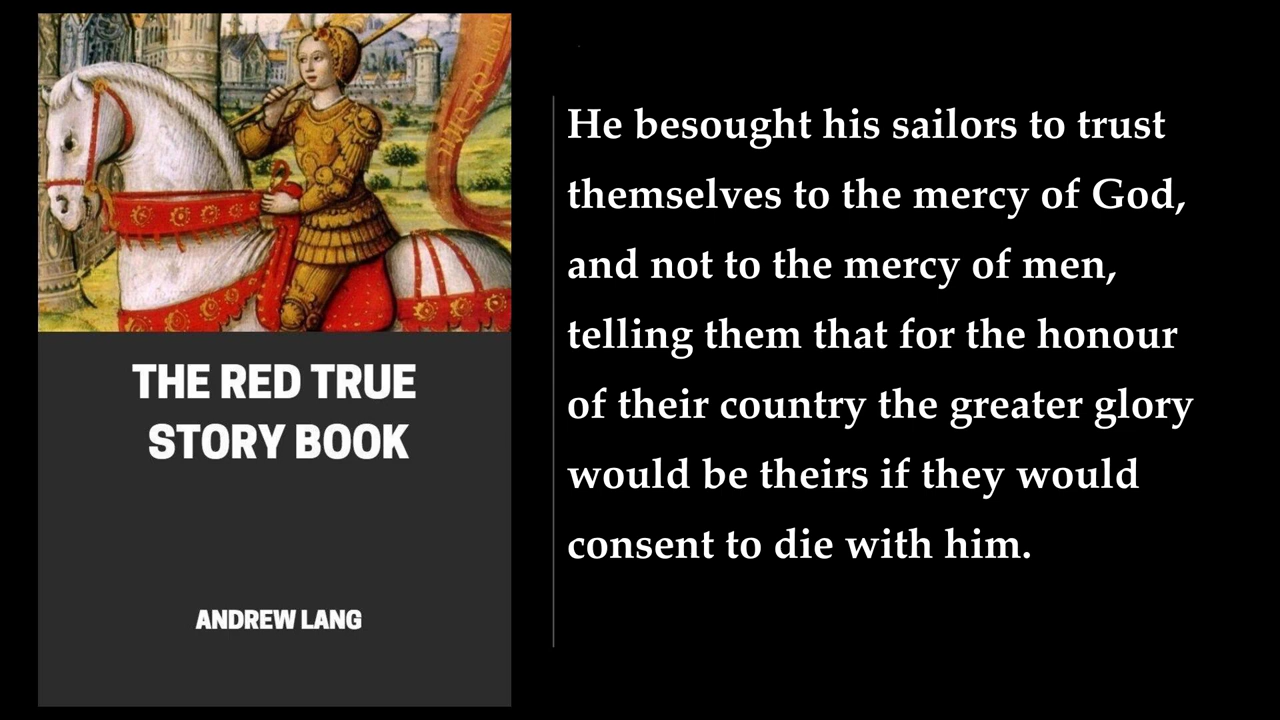 THE RED TRUE
STORY BOOK
ANDREW LANG
He besought his sailors to trust
themselves to the mercy of God,
and not to the mercy of men,
telling them that for the honour
of their country the greater glory
would be theirs if they would
consent to die with him.